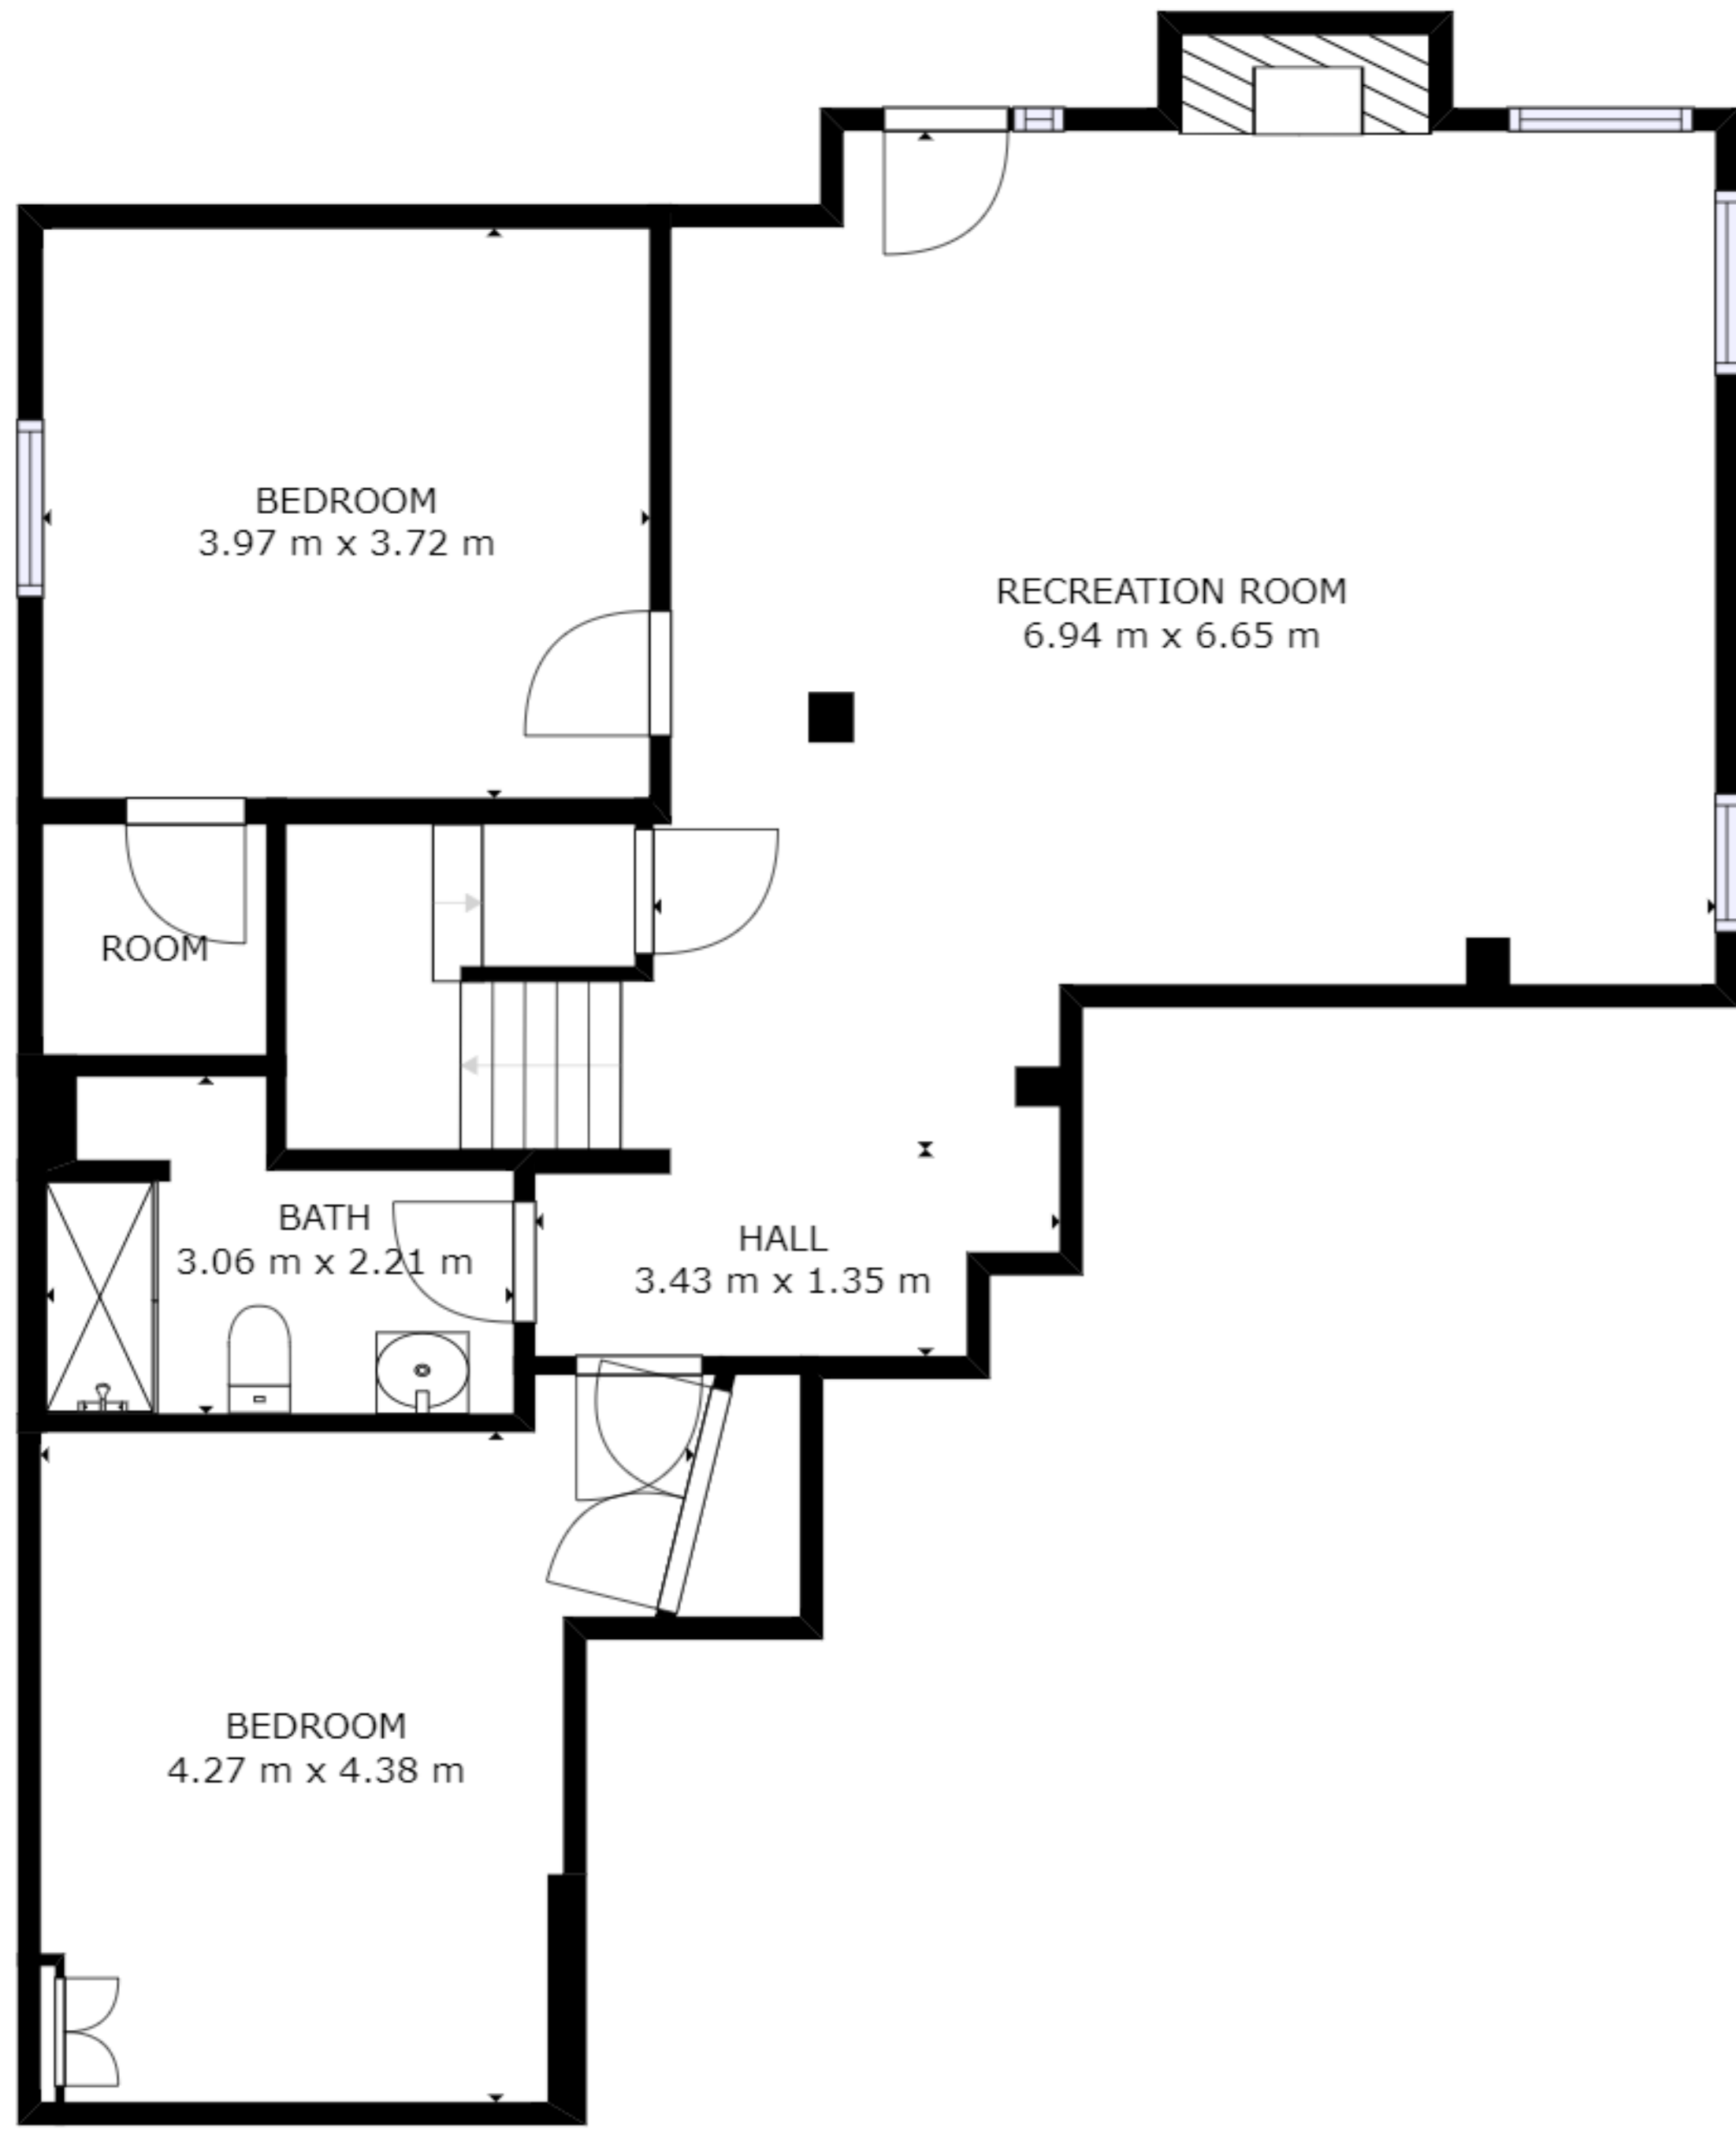 BEDROOM
3.97 m x 3.72 m
RECREATION ROOM
6.94 m x 6.65 m
ROOM
BATH
3.06 m x 2.21 m
HALL
3.43 m x 1.35 m
BEDROOM
4.27 m x 4.38 m